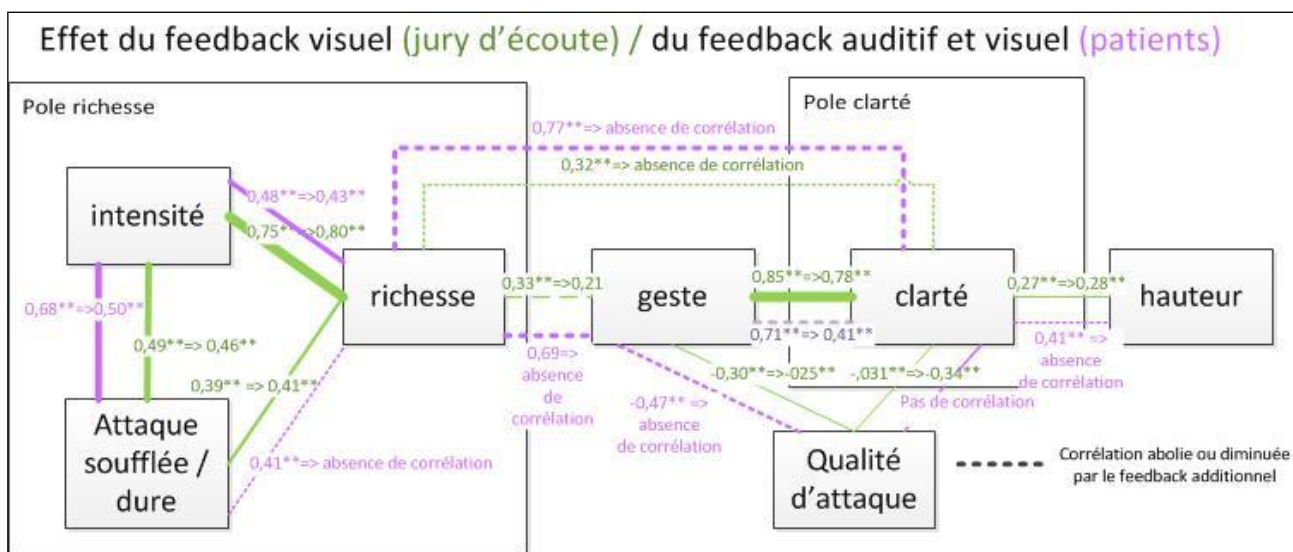 Effet du feedback visuel (jury d'écoute) / du feedback auditif et visuel (patients)
Pole richesse
Pole clarté
0,77**=> absence de corrélation
0,32**=> absence de corrélation
intensité
0,48**=>0,43**
0,75**=>0,80**
richesse
0,33**=>0,21
geste
0,85**=>0,78**
clarté
0,27**=>0,28**
hauteur
0,68**=>0,50**
0,49**=> 0,46**
0,39** => 0,41**
0,69=>
absence
de
corrélation
0,71**=> 0,41**
0,41** =>
absence
de corrélation
-0,30**=>-025**
-,031**=>-0,34**
Pas de corrélation
-0,47** =>
absence
de corrélation
Attaque
soufflée /
dure
0,41**=> absence de corrélation
Qualité
d'attaque
Corrélation abolie ou diminuée
par le feedback additionnel